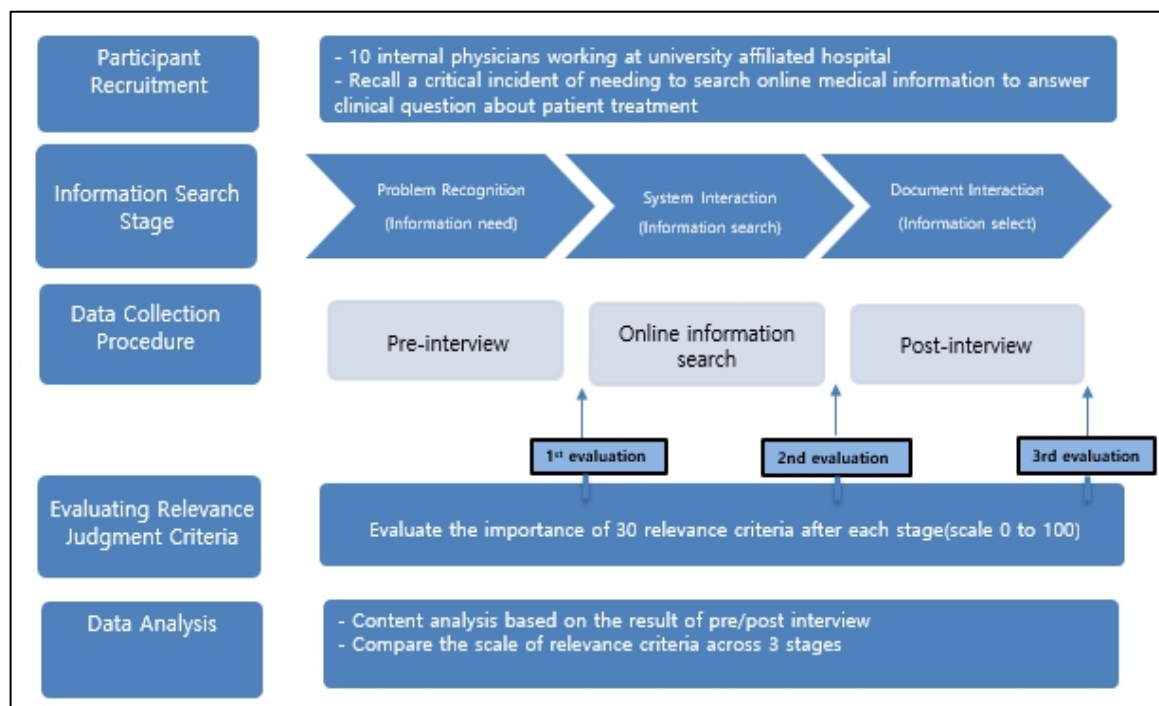 Participant
Recruitment
- 10 internal physicians working at university affiliated hospital
- Recall a critical incident of needing to search online medical information to answer
clinical question about patient treatment
Information Search
Stage
Problem Recognition
(Information need)
System Interaction
(Information search)
Document Interaction
(Information select)
Data Collection
Procedure
Pre-interview
Online information
search
Post-interview
1st evaluation
2nd evaluation
3rd evaluation
Evaluating Relevance
Judgment Criteria
Evaluate the importance of 30 relevance criteria after each stage(scale 0 to 100)
Data Analysis
- Content analysis based on the result of pre/post interview
- Compare the scale of relevance criteria across 3 stages